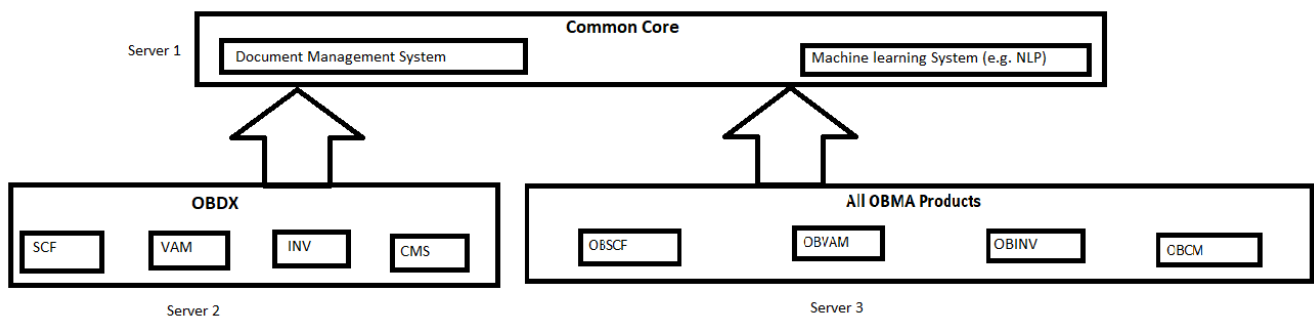 Common Core
Server 1
Document Management System
Machine learning System (e.g. NLP)
OBDX
SCF
VAM
INV
CMS
All OBMA Products
OBSCF
OBVAM
OBINV
OBCM
Server 2
Server 3